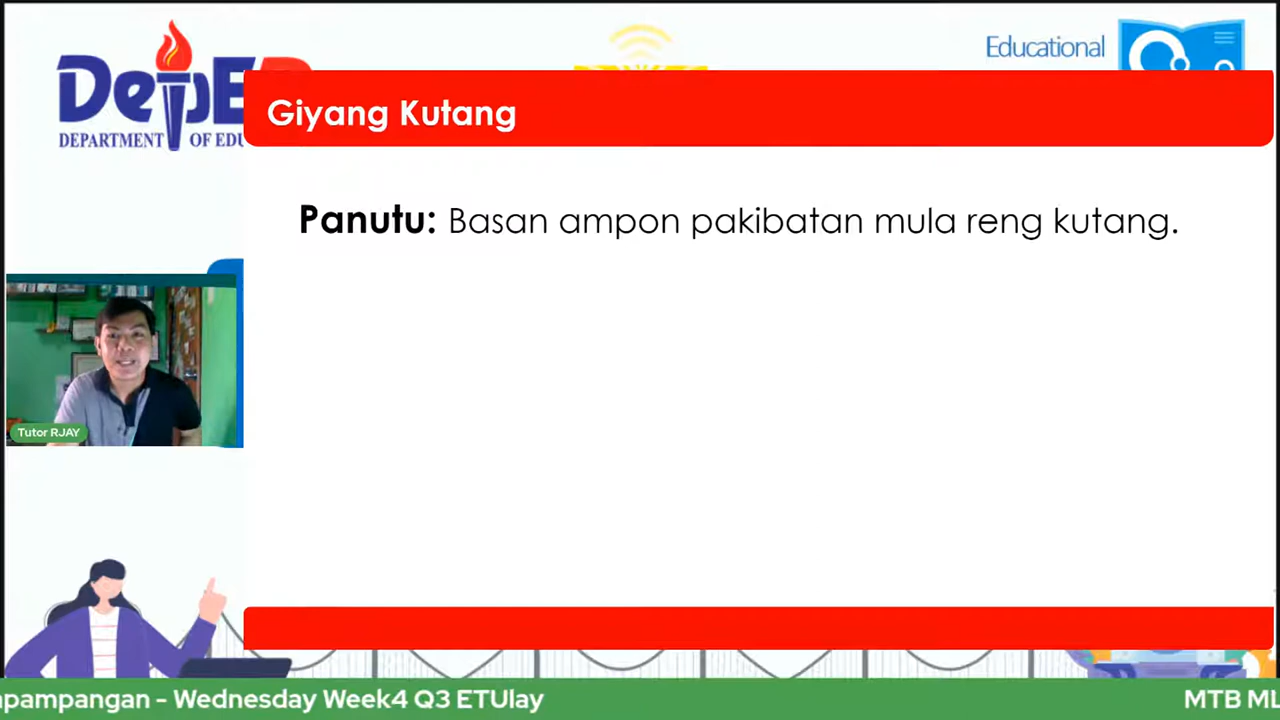 DepED
DEPARTMENT OF EDU
Educational
Giyang Kutang
Panutu: Basan ampon pakibatan mula reng kutang.
Tutor RJAY
apampangan - Wednesday Week4 Q3 ETUlay
MTB ML